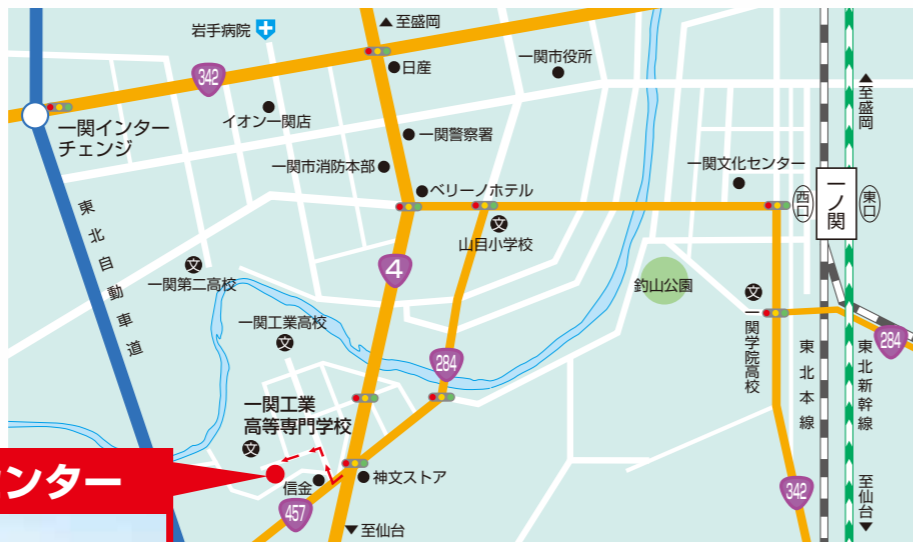 岩手病院
至盛岡
342
日産
一関市役所
イオン一関店
一関インター
チェンジ
一関警察署
一関市消防本部
ベリーノホテル
至盛岡
一関文化センター
西口
一ノ関
東口
山目小学校
東北自動車道
4
一関第二高校
釣山公園
一関工業高校
284
一関学院高校
東北本線
東北新幹線
284
一関工業
高等専門学校
ンター
信金
神文ストア
457
至仙台
342
至仙台
文
文
文
文
文